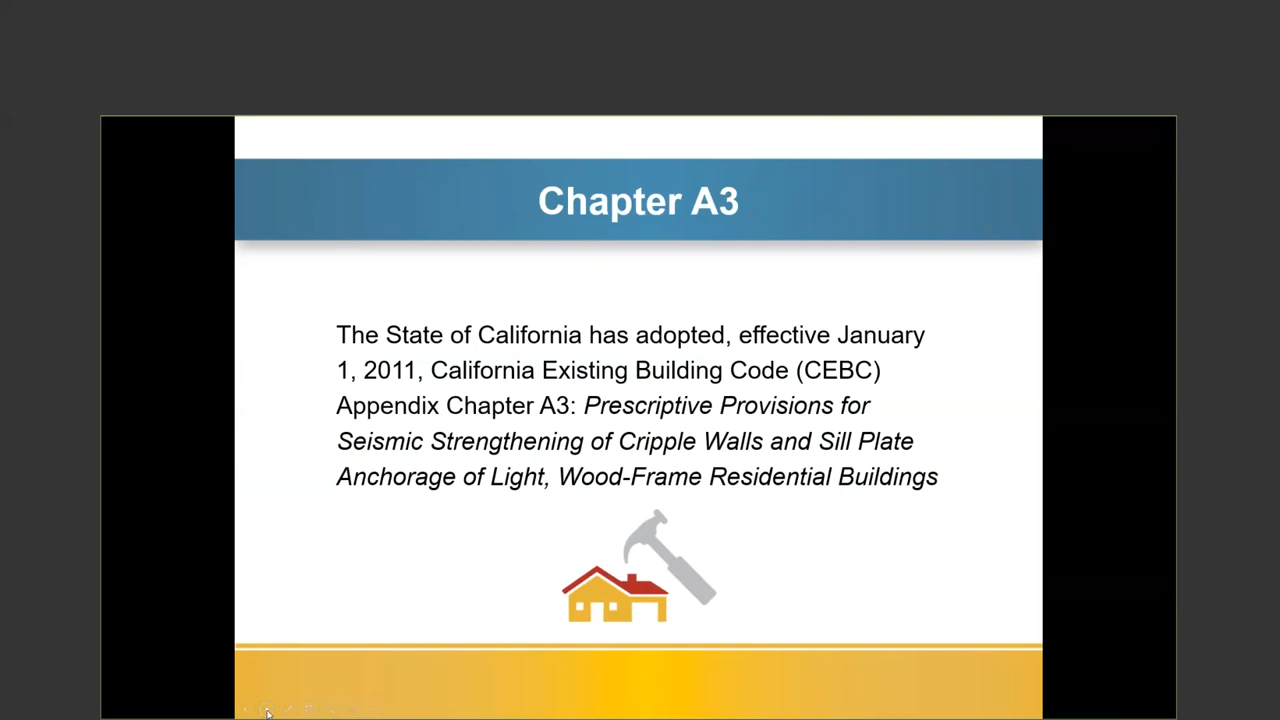 Chapter A3
The State of California has adopted, effective January
1, 2011, California Existing Building Code (CEBC)
Appendix Chapter A3: Prescriptive Provisions for
Seismic Strengthening of Cripple Walls and Sill Plate
Anchorage of Light, Wood-Frame Residential Buildings